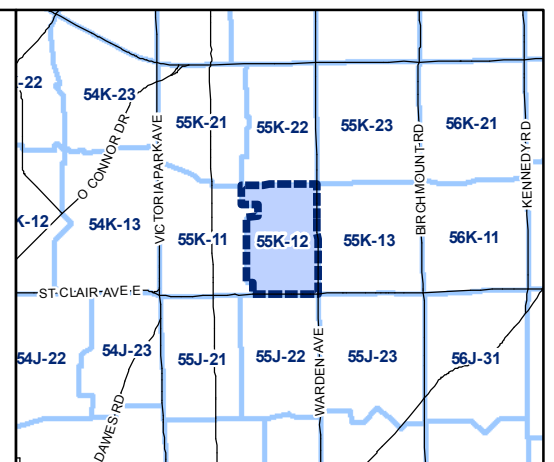 -22
54K-23
55K-21
55K-22
55K-23
56K-21
O CONNOR DR
VICTORIA PARK AVE
BIRCHMOUNT RD
KENNEDY RD
K-12
54K-13
55K-11
55K-12
55K-13
56K-11
ST CLAIR AVE E
54J-22
54J-23
55J-21
55J-22
55J-23
56J-31
DAWES RD
WARDEN AVE